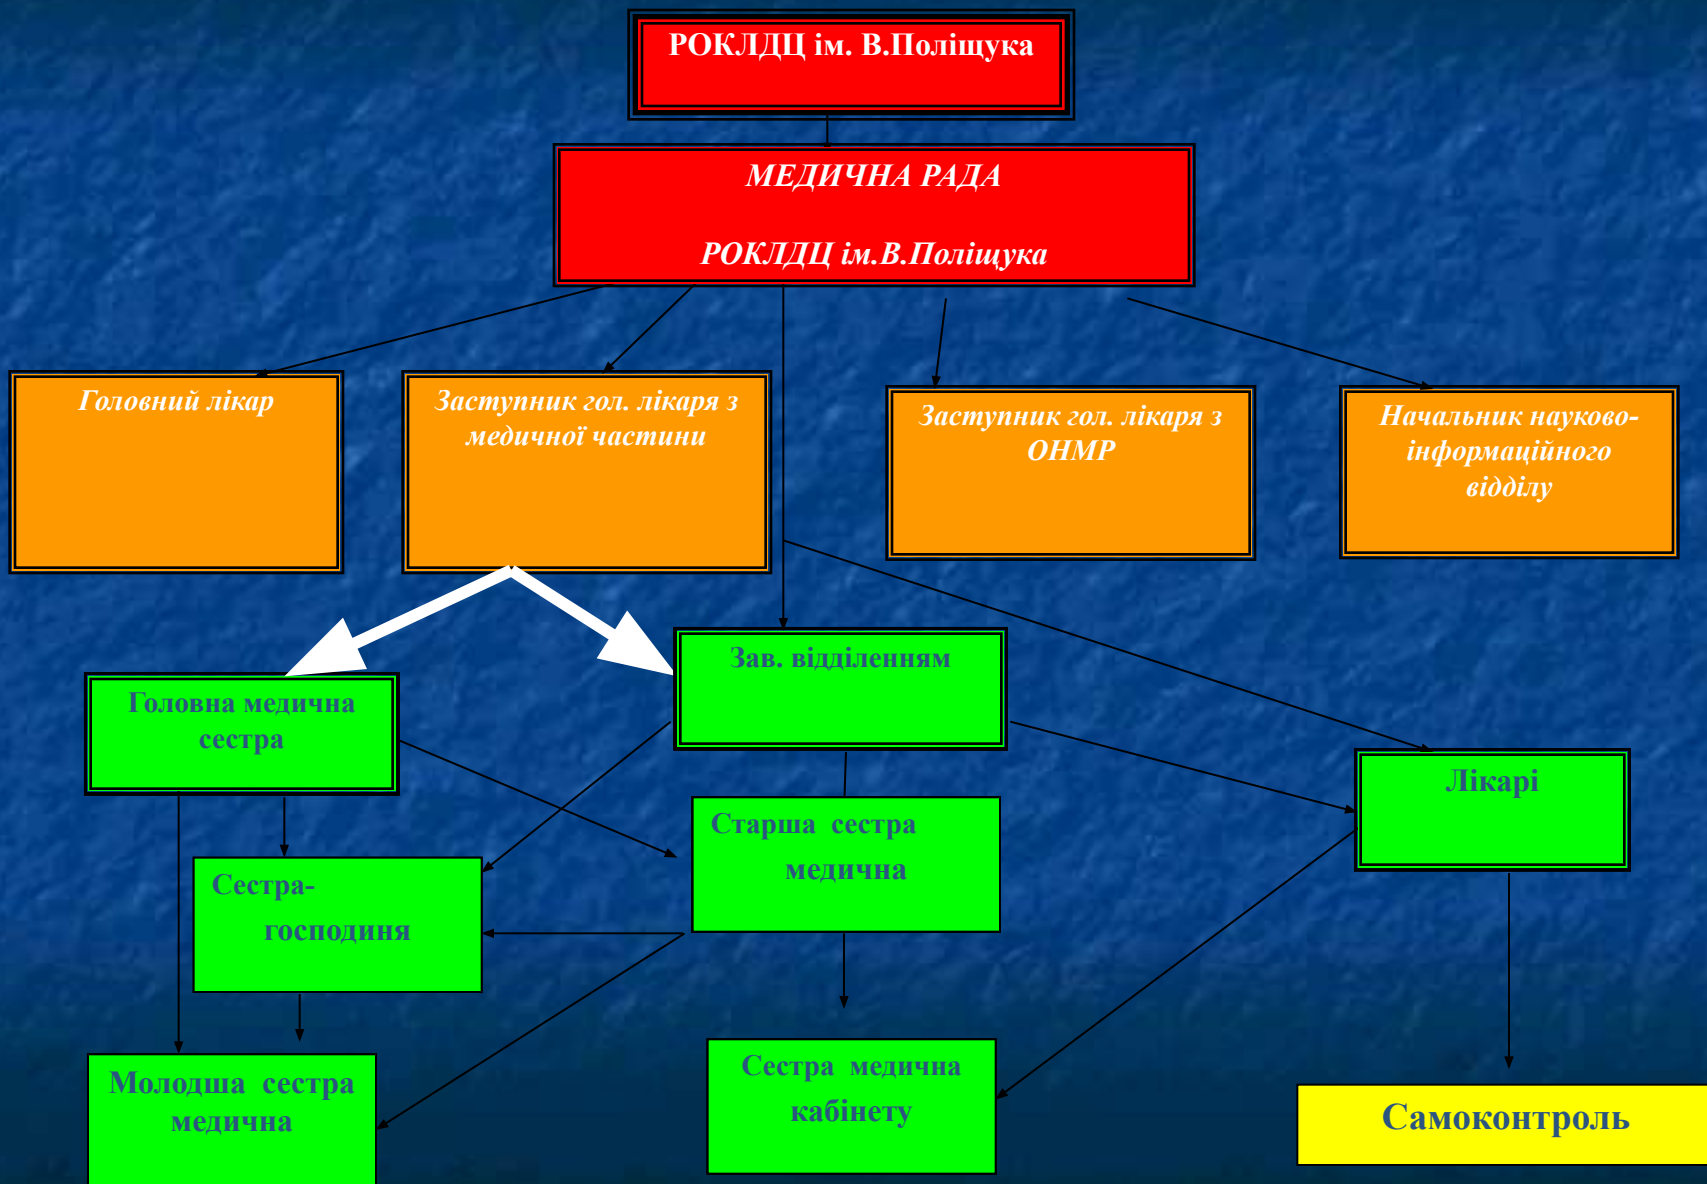 РОКЛДЦ ім. В.Поліщука
МЕДИЧНА РАДА
РОКЛДЦ ім.В.Поліщука
Головний лікар
Заступник гол. лікаря з
медичної частини
Заступник гол. лікаря з
ОНМР
Начальник науково-
інформаційного
відділу
Зав. відділенням
Головна медична
сестра
Лікарі
Старша сестра
медична
Сестра-
господиня
Молодша сестра
медична
Сестра медична
кабінету
Самоконтроль